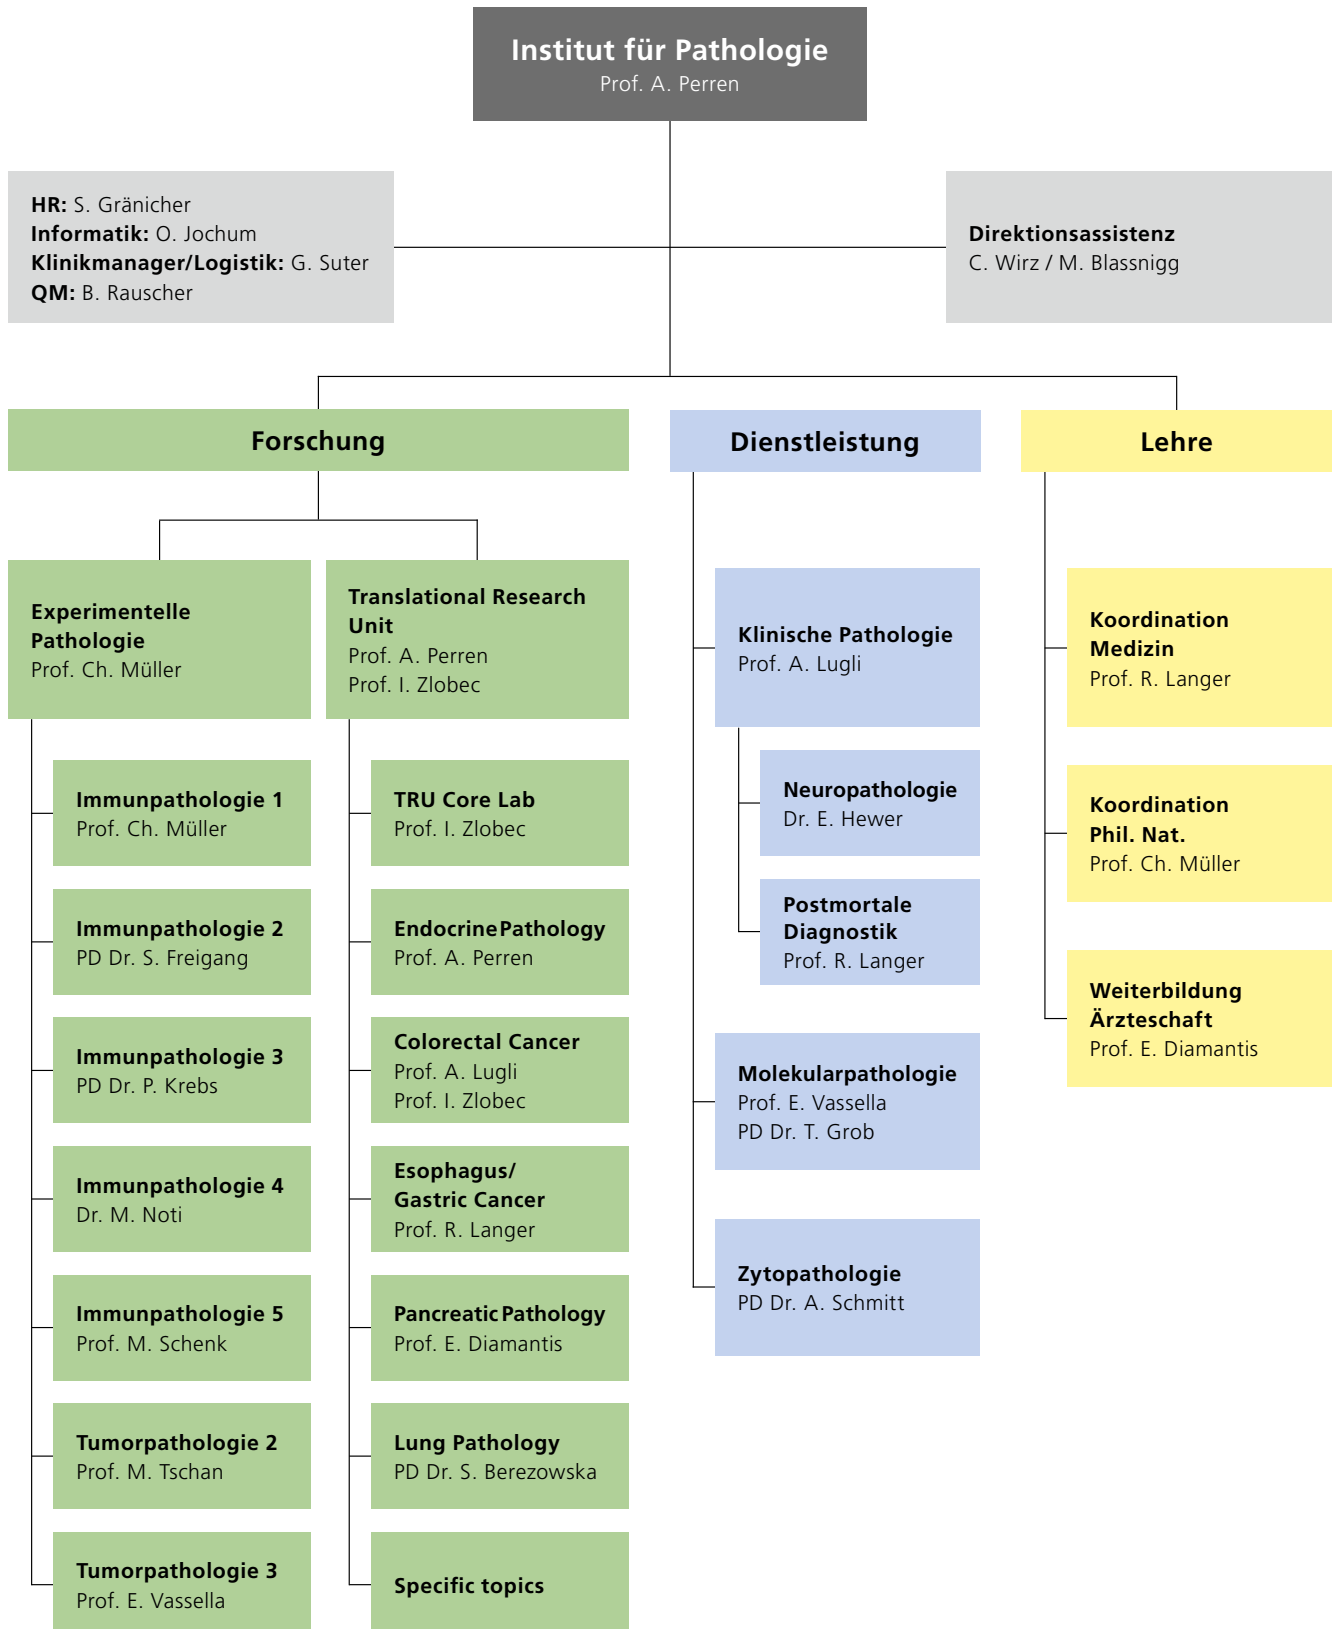 Institut für Pathologie
Prof. A. Perren
HR: S. Gränicher
Informatik: O. Jochum
Klinikmanager/Logistik: G. Suter
QM: B. Rauscher
Direktionsassistenz
C. Wirz / M. Blassnigg
Forschung
Experimentelle
Pathologie
Prof. Ch. Müller
Immunpathologie 1
Prof. Ch. Müller
Immunpathologie 2
PD Dr. S. Freigang
Immunpathologie 3
PD Dr. P. Krebs
Immunpathologie 4
Dr. M. Noti
Immunpathologie 5
Prof. M. Schenk
Tumorpathologie 2
Prof. M. Tschan
Tumorpathologie 3
Prof. E. Vassella
Translational Research
Unit
Prof. A. Perren
Prof. I. Zlobec
TRU Core Lab
Prof. I. Zlobec
Endocrine Pathology
Prof. A. Perren
Colorectal Cancer
Prof. A. Lugli
Prof. I. Zlobec
Esophagus/
Gastric Cancer
Prof. R. Langer
Pancreatic Pathology
Prof. E. Diamantis
Lung Pathology
PD Dr. S. Berezowska
Specific topics
Dienstleistung
Klinische Pathologie
Prof. A. Lugli
Neuropathologie
Dr. E. Hewer
Postmortale
Diagnostik
Prof. R. Langer
Molekularpathologie
Prof. E. Vassella
PD Dr. T. Grob
Zytopathologie
PD Dr. A. Schmitt
Lehre
Koordination
Medizin
Prof. R. Langer
Koordination
Phil. Nat.
Prof. Ch. Müller
Weiterbildung
Ärzteschaft
Prof. E. Diamantis